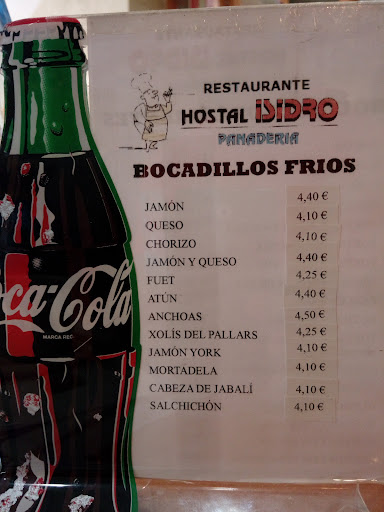 RESTAURANTE
HOSTAL ISIDRO
PANADERIA
BOCADILLOS FRIOS
JAMÓN 4,40 €
QUESO 4,10 €
CHORIZO 4,10 €
JAMÓN Y QUESO 4,40 €
FUET 4,25 €
ATÚN 4,40 €
ANCHOAS 4,50 €
XOLÍS DEL PALLARS 4,25 €
JAMÓN YORK 4,10 €
MORTADELA 4,10 €
CABEZA DE JABALÍ 4,10 €
SALCHICHÓN 4,10 €
Coca-Cola
MARCA REG